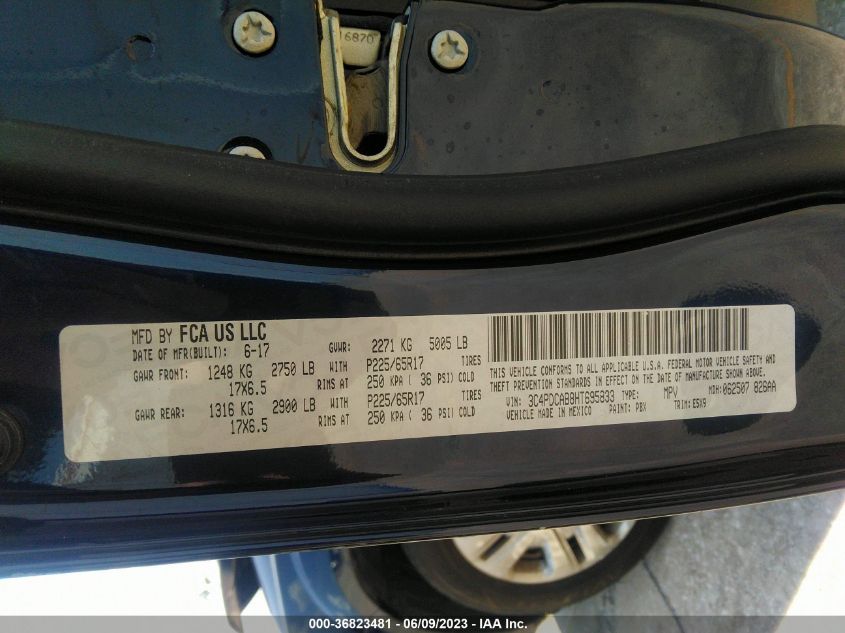 6870
MFD BY FCA US LLC
DATE OF MFR(BUILT): 6-17 GVWR: 2271 KG 5005 LB
GAWR FRONT: 1248 KG 2750 LB WITH P225/65R17 TIRES
17X6.5 RIMS AT 250 KPA ( 36 PSI) COLD
GAWR REAR: 1316 KG 2900 LB WITH P225/65R17 TIRES
17X6.5 RIMS AT 250 KPA ( 36 PSI) COLD
THIS VEHICLE CONFORMS TO ALL APPLICABLE U.S.A. FEDERAL MOTOR VEHICLE SAFETY AND
THEFT PREVENTION STANDARDS IN EFFECT ON THE DATE OF MANUFACTURE SHOWN ABOVE.
VIN: 3C4PDCAB8HT695833 TYPE: MPV MDH: 062507 826AA
VEHICLE MADE IN MEXICO PAINT: PBX TRIM: E5X9
000-36823481 - 06/09/2023 - IAA Inc.